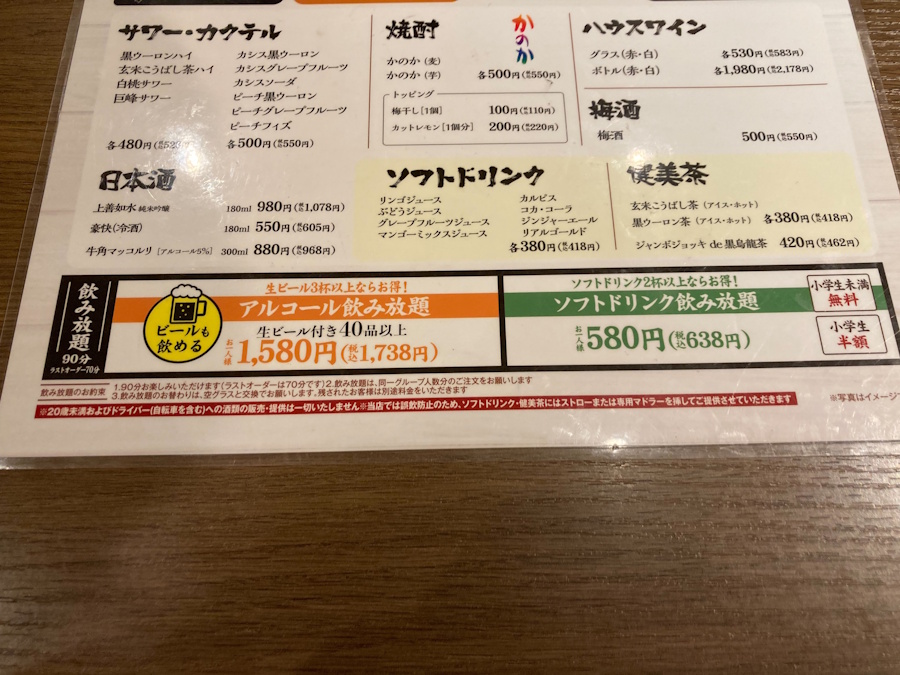 サワー・カクテル
黒ウーロンハイ
玄米こうばし茶ハイ
白桃サワー
巨峰サワー
各480円
カシス黒ウーロン
カシスグレープフルーツ
カシスソーダ
ピーチ黒ウーロン
ピーチグレープフルーツ
ピーチフィズ
各500円(税込550円)
焼酎
かのか
かのか(麦)
かのか(芋) 各500円(税込550円)
トッピング
梅干し[1個] 100円(税込110円)
カットレモン[1個分] 200円(税込220円)
ハウスワイン
グラス(赤・白) 各530円(税込583円)
ボトル(赤・白) 各1,980円(税込2,178円)
梅酒
梅酒 500円(税込550円)
日本酒
上善如水 純米吟醸 180ml 980円(税込1,078円)
豪快(冷酒) 180ml 550円(税込605円)
牛角マッコルリ [アルコール5%] 300ml 880円(税込968円)
ソフトドリンク
リンゴジュース
ぶどうジュース
グレープフルーツジュース
マンゴーミックスジュース
カルピス
コカ・コーラ
ジンジャーエール
リアルゴールド
各380円(税込418円)
健美茶
玄米こうばし茶(アイス・ホット)
黒ウーロン茶(アイス・ホット) 各380円(税込418円)
ジャンボジョッキ de 黒烏龍茶 420円(税込462円)
飲み放題
90分
ラストオーダー70分
ビールも
飲める
生ビール3杯以上ならお得!
アルコール飲み放題
生ビール付き40品以上
お一人様 1,580円(税込1,738円)
ソフトドリンク2杯以上ならお得!
ソフトドリンク飲み放題
お一人様 580円(税込638円)
小学生未満
無料
小学生
半額
飲み放題のお約束
1.90分お楽しみいただけます(ラストオーダーは70分です)2.飲み放題は、同一グループ人数分のご注文をお願いします
3.飲み放題のお替わりは、空グラスと交換でお願いします。残されたお客様は別途料金をいただきます
※20歳未満およびドライバー(自転車を含む)への酒類の販売・提供は一切いたしません※当店では誤飲防止のため、ソフトドリンク・健美茶にはストローまたは専用マドラーを挿してご提供させていただきます
※写真はイメージ